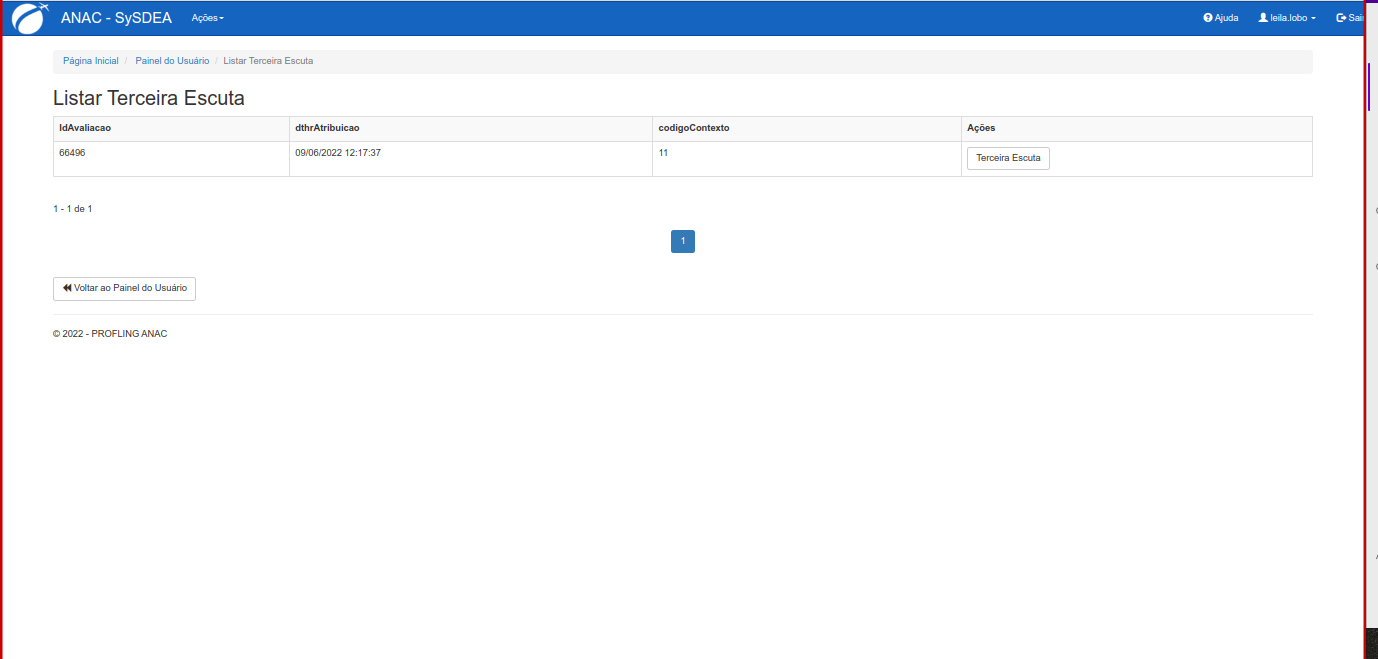 ANAC - SySDEA Ações Ajuda leila.lobo Sair
Página Inicial / Painel do Usuário / Listar Terceira Escuta
Listar Terceira Escuta
IdAvaliacao dthrAtribuicao codigoContexto Ações
66496 09/06/2022 12:17:37 11 Terceira Escuta
1 - 1 de 1
1
Voltar ao Painel do Usuário
© 2022 - PROFLING ANAC